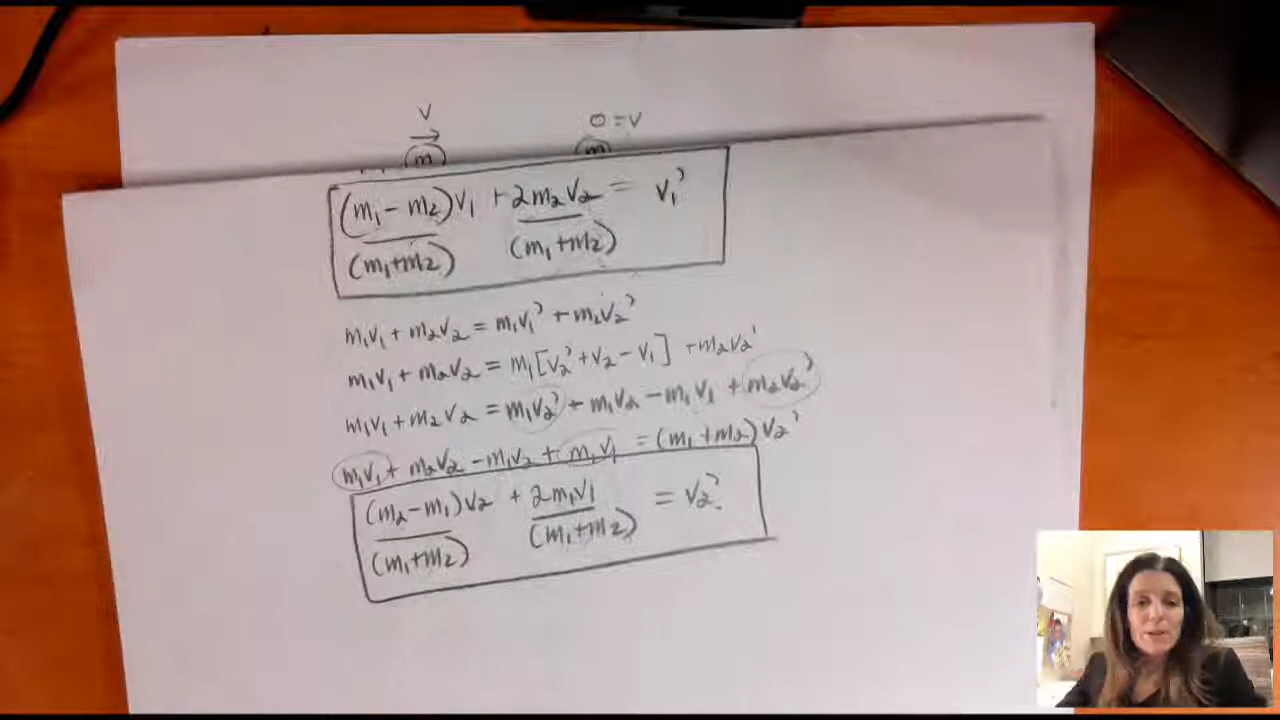 V
0 = V
→
m
m
(m₁ - m₂)v₁ + 2m₂v₂ = v₁'
(m₁+m₂) (m₁+m₂)
m₁v₁ + m₂v₂ = m₁v₁' + m₂v₂'
m₁v₁ + m₂v₂ = m₁[v₂' + v₂ - v₁] + m₂v₂'
m₁v₁ + m₂v₂ = m₁v₂' + m₁v₂ - m₁v₁ + m₂v₂'
m₁v₁ + m₂v₂ - m₁v₂ + m₁v₁ = (m₁+m₂)v₂'
(m₂-m₁)v₂ + 2m₁v₁ = v₂'
(m₁+m₂) (m₁+m₂)